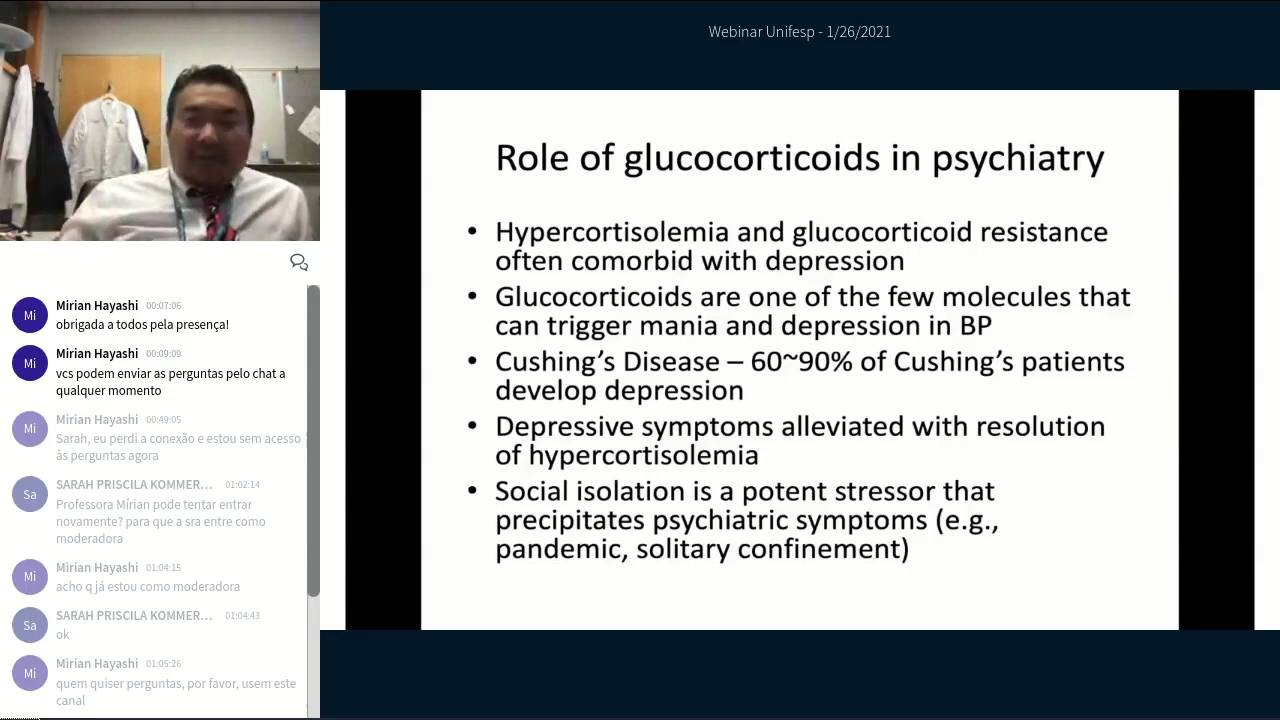 Webinar Unifesp - 1/26/2021
Role of glucocorticoids in psychiatry
• Hypercortisolemia and glucocorticoid resistance
often comorbid with depression
• Glucocorticoids are one of the few molecules that
can trigger mania and depression in BP
• Cushing’s Disease – 60~90% of Cushing’s patients
develop depression
• Depressive symptoms alleviated with resolution
of hypercortisolemia
• Social isolation is a potent stressor that
precipitates psychiatric symptoms (e.g.,
pandemic, solitary confinement)
Mi
Mirian Hayashi 00:07:06
obrigada a todos pela presença!
Mi
Mirian Hayashi 00:09:09
vcs podem enviar as perguntas pelo chat a
qualquer momento
Mi
Mirian Hayashi 00:49:05
Sarah, eu perdi a conexão e estou sem acesso
às perguntas agora
Sa
SARAH PRISCILA KOMMER... 01:02:14
Professora Mírian pode tentar entrar
novamente? para que a sra entre como
moderadora
Mi
Mirian Hayashi 01:04:15
acho q já estou como moderadora
Sa
SARAH PRISCILA KOMMER... 01:04:43
ok
Mi
Mirian Hayashi 01:05:26
quem quiser perguntas, por favor, usem este
canal